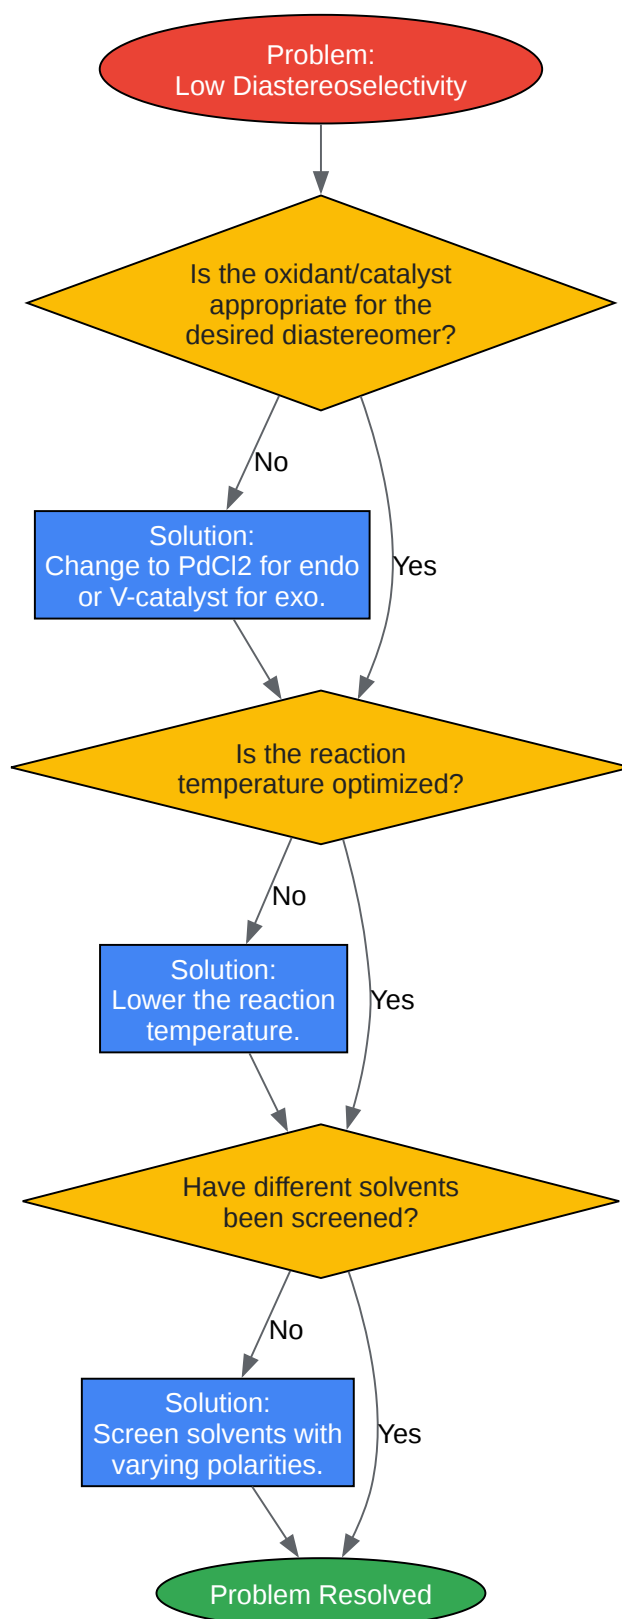 Problem:
Low Diastereoselectivity
Is the oxidant/catalyst
appropriate for the
desired diastereomer?
No
Solution:
Change to PdCl2 for endo
or V-catalyst for exo.
Yes
Is the reaction
temperature optimized?
No
Solution:
Lower the reaction
temperature.
Yes
Have different solvents
been screened?
No
Solution:
Screen solvents with
varying polarities.
Yes
Problem Resolved